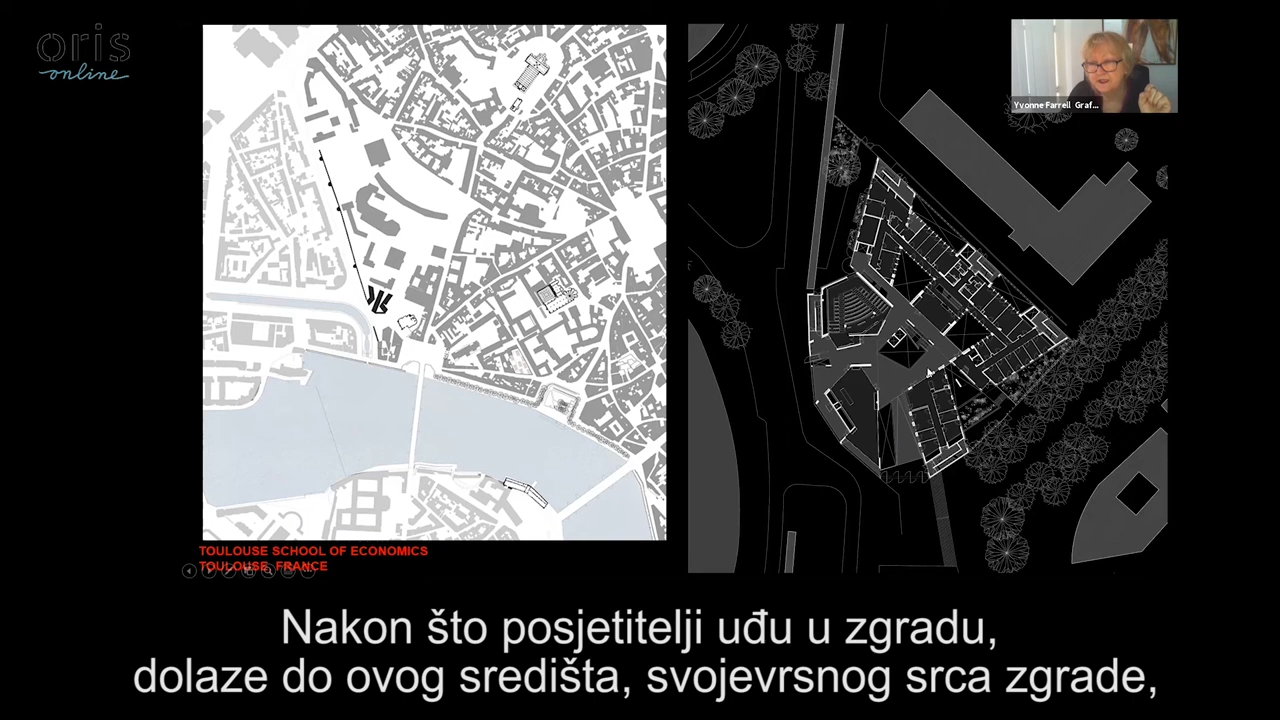 oris
online
Yvonne Farrell Graf...
TOULOUSE SCHOOL OF ECONOMICS
TOULOUSE, FRANCE
Nakon što posjetitelji uđu u zgradu,
dolaze do ovog središta, svojevrsnog srca zgrade,